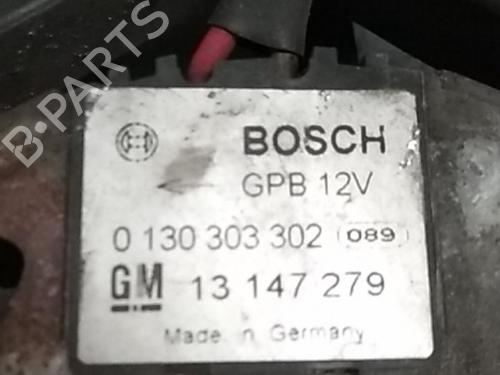 B-PARTS
BOSCH
GPB 12V
0 130 303 302 089
GM 13 147 279
Made in Germany